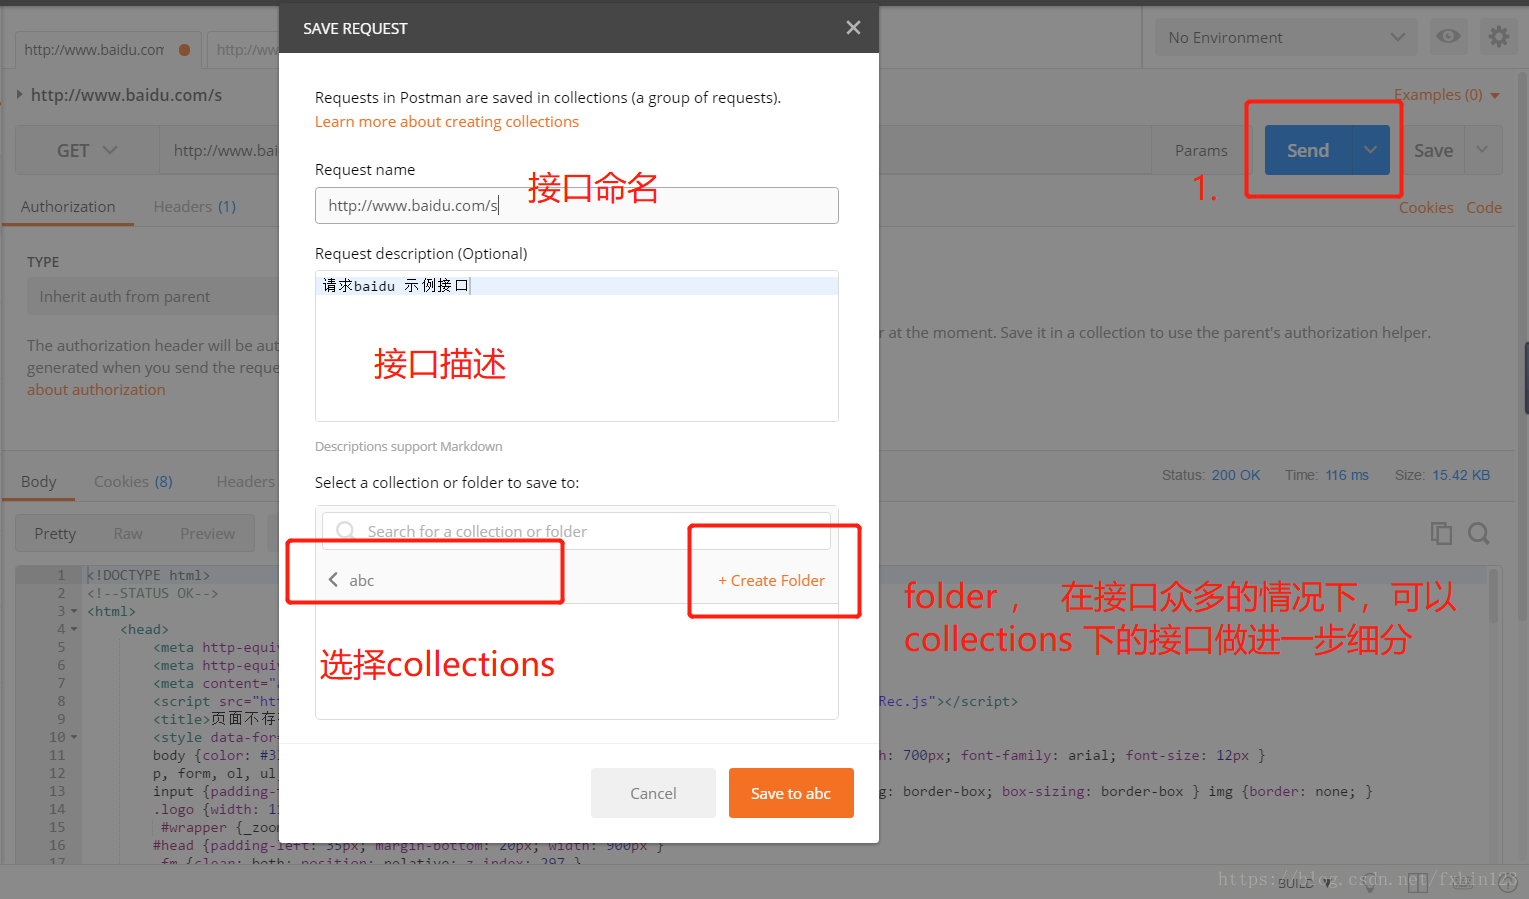 SAVE REQUEST
http://www.baidu.com
http://www
No Environment
http://www.baidu.com/s
Examples (0)
Requests in Postman are saved in collections (a group of requests).
Learn more about creating collections
GET
http://www.bai
Params
Send
Save
1.
Request name
接口命名
http://www.baidu.com/s
Authorization
Headers (1)
Cookies
Code
Request description (Optional)
请求baidu 示例接口
接口描述
TYPE
Inherit auth from parent
The authorization header will be aut
generated when you send the reque
about authorization
r at the moment. Save it in a collection to use the parent's authorization helper.
Descriptions support Markdown
Body
Cookies (8)
Headers
Status: 200 OK
Time: 116 ms
Size: 15.42 KB
Select a collection or folder to save to:
Search for a collection or folder
abc
+ Create Folder
选择collections
folder ， 在接口众多的情况下，可以
collections 下的接口做进一步细分
Pretty
Raw
Preview
1 <!DOCTYPE html>
2 <!--STATUS OK-->
3 <html>
4 <head>
5 <meta http-equiv
6 <meta http-equiv
7 <meta content="
8 <script src="htt
Rec.js"></script>
9 <title>页面不存
10 <style data-for=
11 body {color: #3
h: 700px; font-family: arial; font-size: 12px }
12 p, form, ol, ul
13 input {padding-
g: border-box; box-sizing: border-box } img {border: none; }
14 .logo {width: 1
15 #wrapper {_zoo
16 #head {padding-left: 35px; margin-bottom: 20px; width: 900px }
17 .fm {clear: both; position: relative; z-index: 297 }
Cancel
Save to abc
BUILD
https://blog.csdn.net/fxbin123